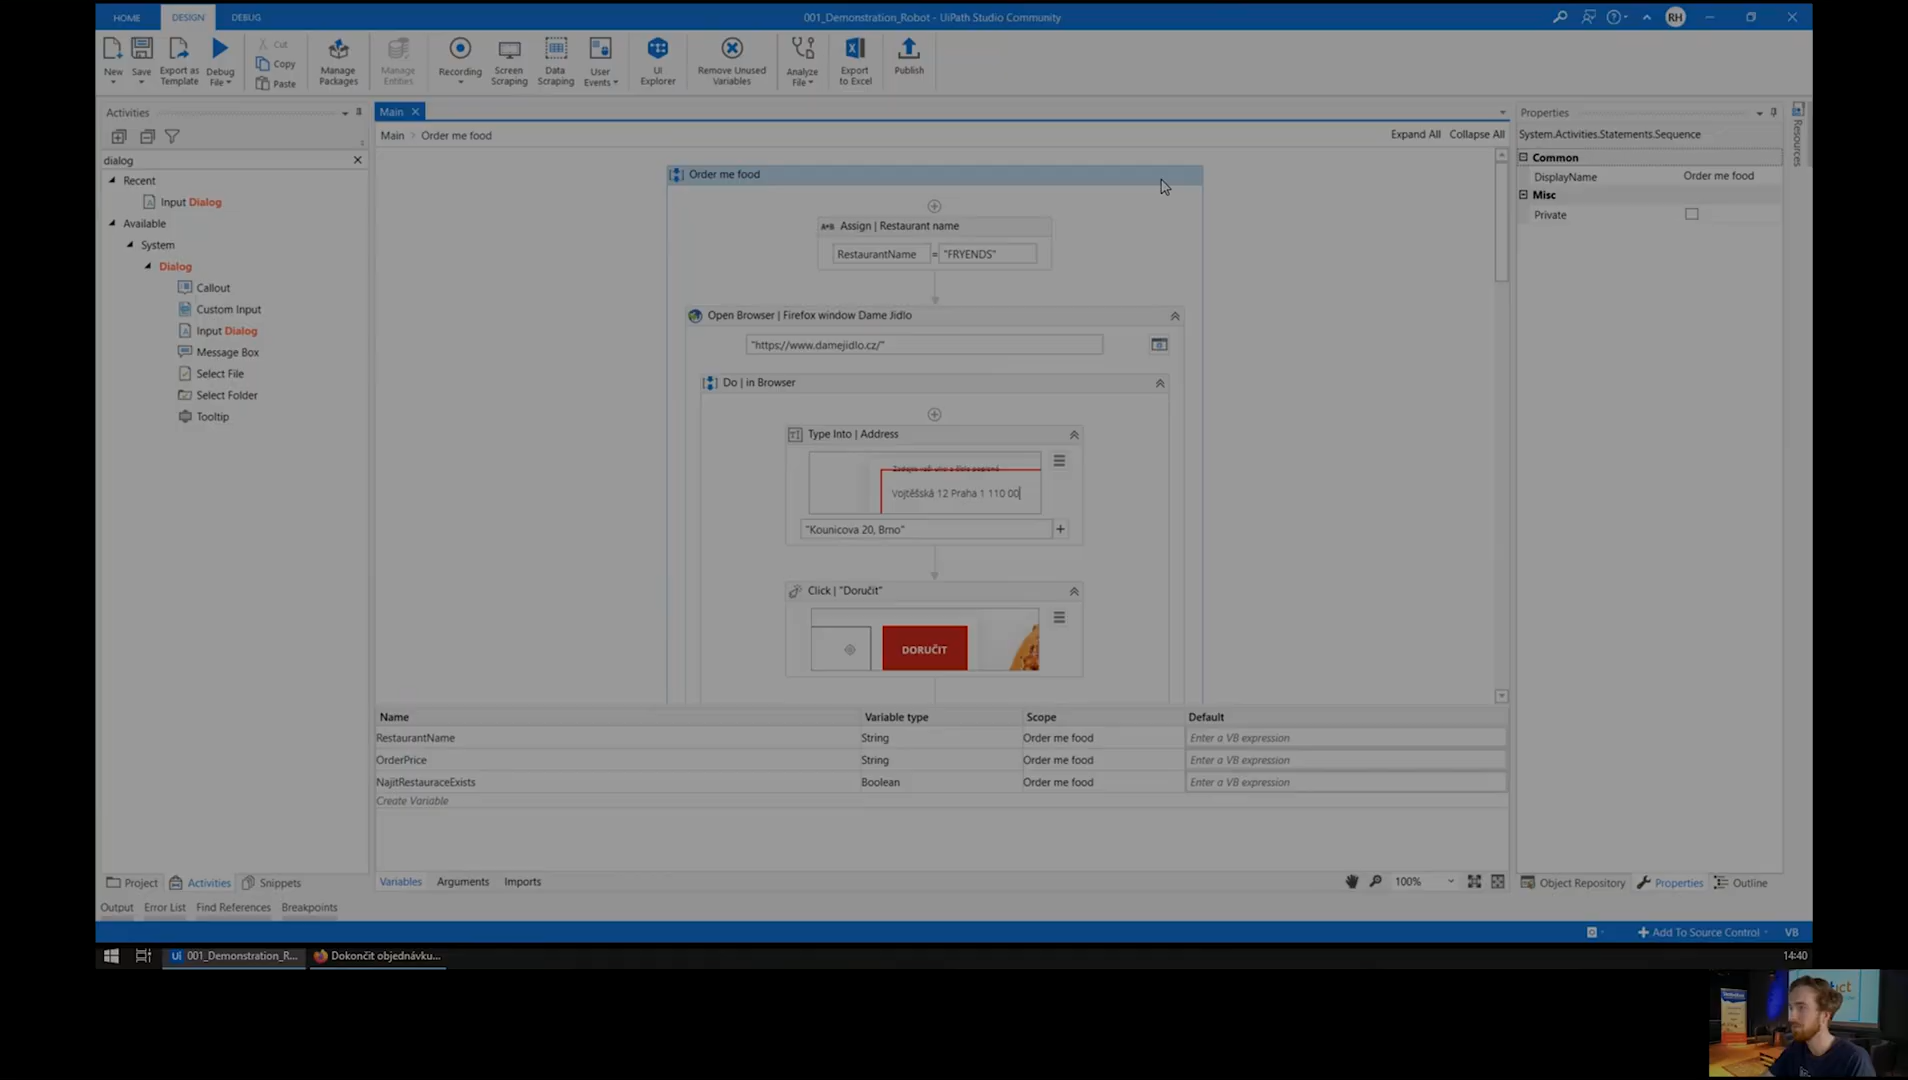 HOME DESIGN DEBUG
001_Demonstration_Robot - UiPath Studio Community
RH
New
Save
Export as Template
Debug File
Cut
Copy
Paste
Manage Packages
Manage Entities
Recording
Screen Scraping
Data Scraping
User Events
UI Explorer
Remove Unused Variables
Analyze File
Export to Excel
Publish
Activities
dialog
Recent
Input Dialog
Available
System
Dialog
Callout
Custom Input
Input Dialog
Message Box
Select File
Select Folder
Tooltip
Project Activities Snippets
Main
Main > Order me food
Expand All Collapse All
Order me food
A*B Assign | Restaurant name
RestaurantName = "FRYENDS"
Open Browser | Firefox window Dame Jidlo
"https://www.damejidlo.cz/"
Do | in Browser
Type Into | Address
Vojtěšská 12 Praha 1 110 00
"Kounicova 20, Brno"
Click | "Doručit"
DORUČIT
Name Variable type Scope Default
RestaurantName String Order me food Enter a VB expression
OrderPrice String Order me food Enter a VB expression
NajitRestauraceExists Boolean Order me food Enter a VB expression
Create Variable
Variables Arguments Imports
100%
Properties
System.Activities.Statements.Sequence
Common
DisplayName Order me food
Misc
Private
Resources
Object Repository Properties Outline
Output Error List Find References Breakpoints
Add To Source Control VB
Ui 001_Demonstration_R...
Dokončit objednávku...
14:40